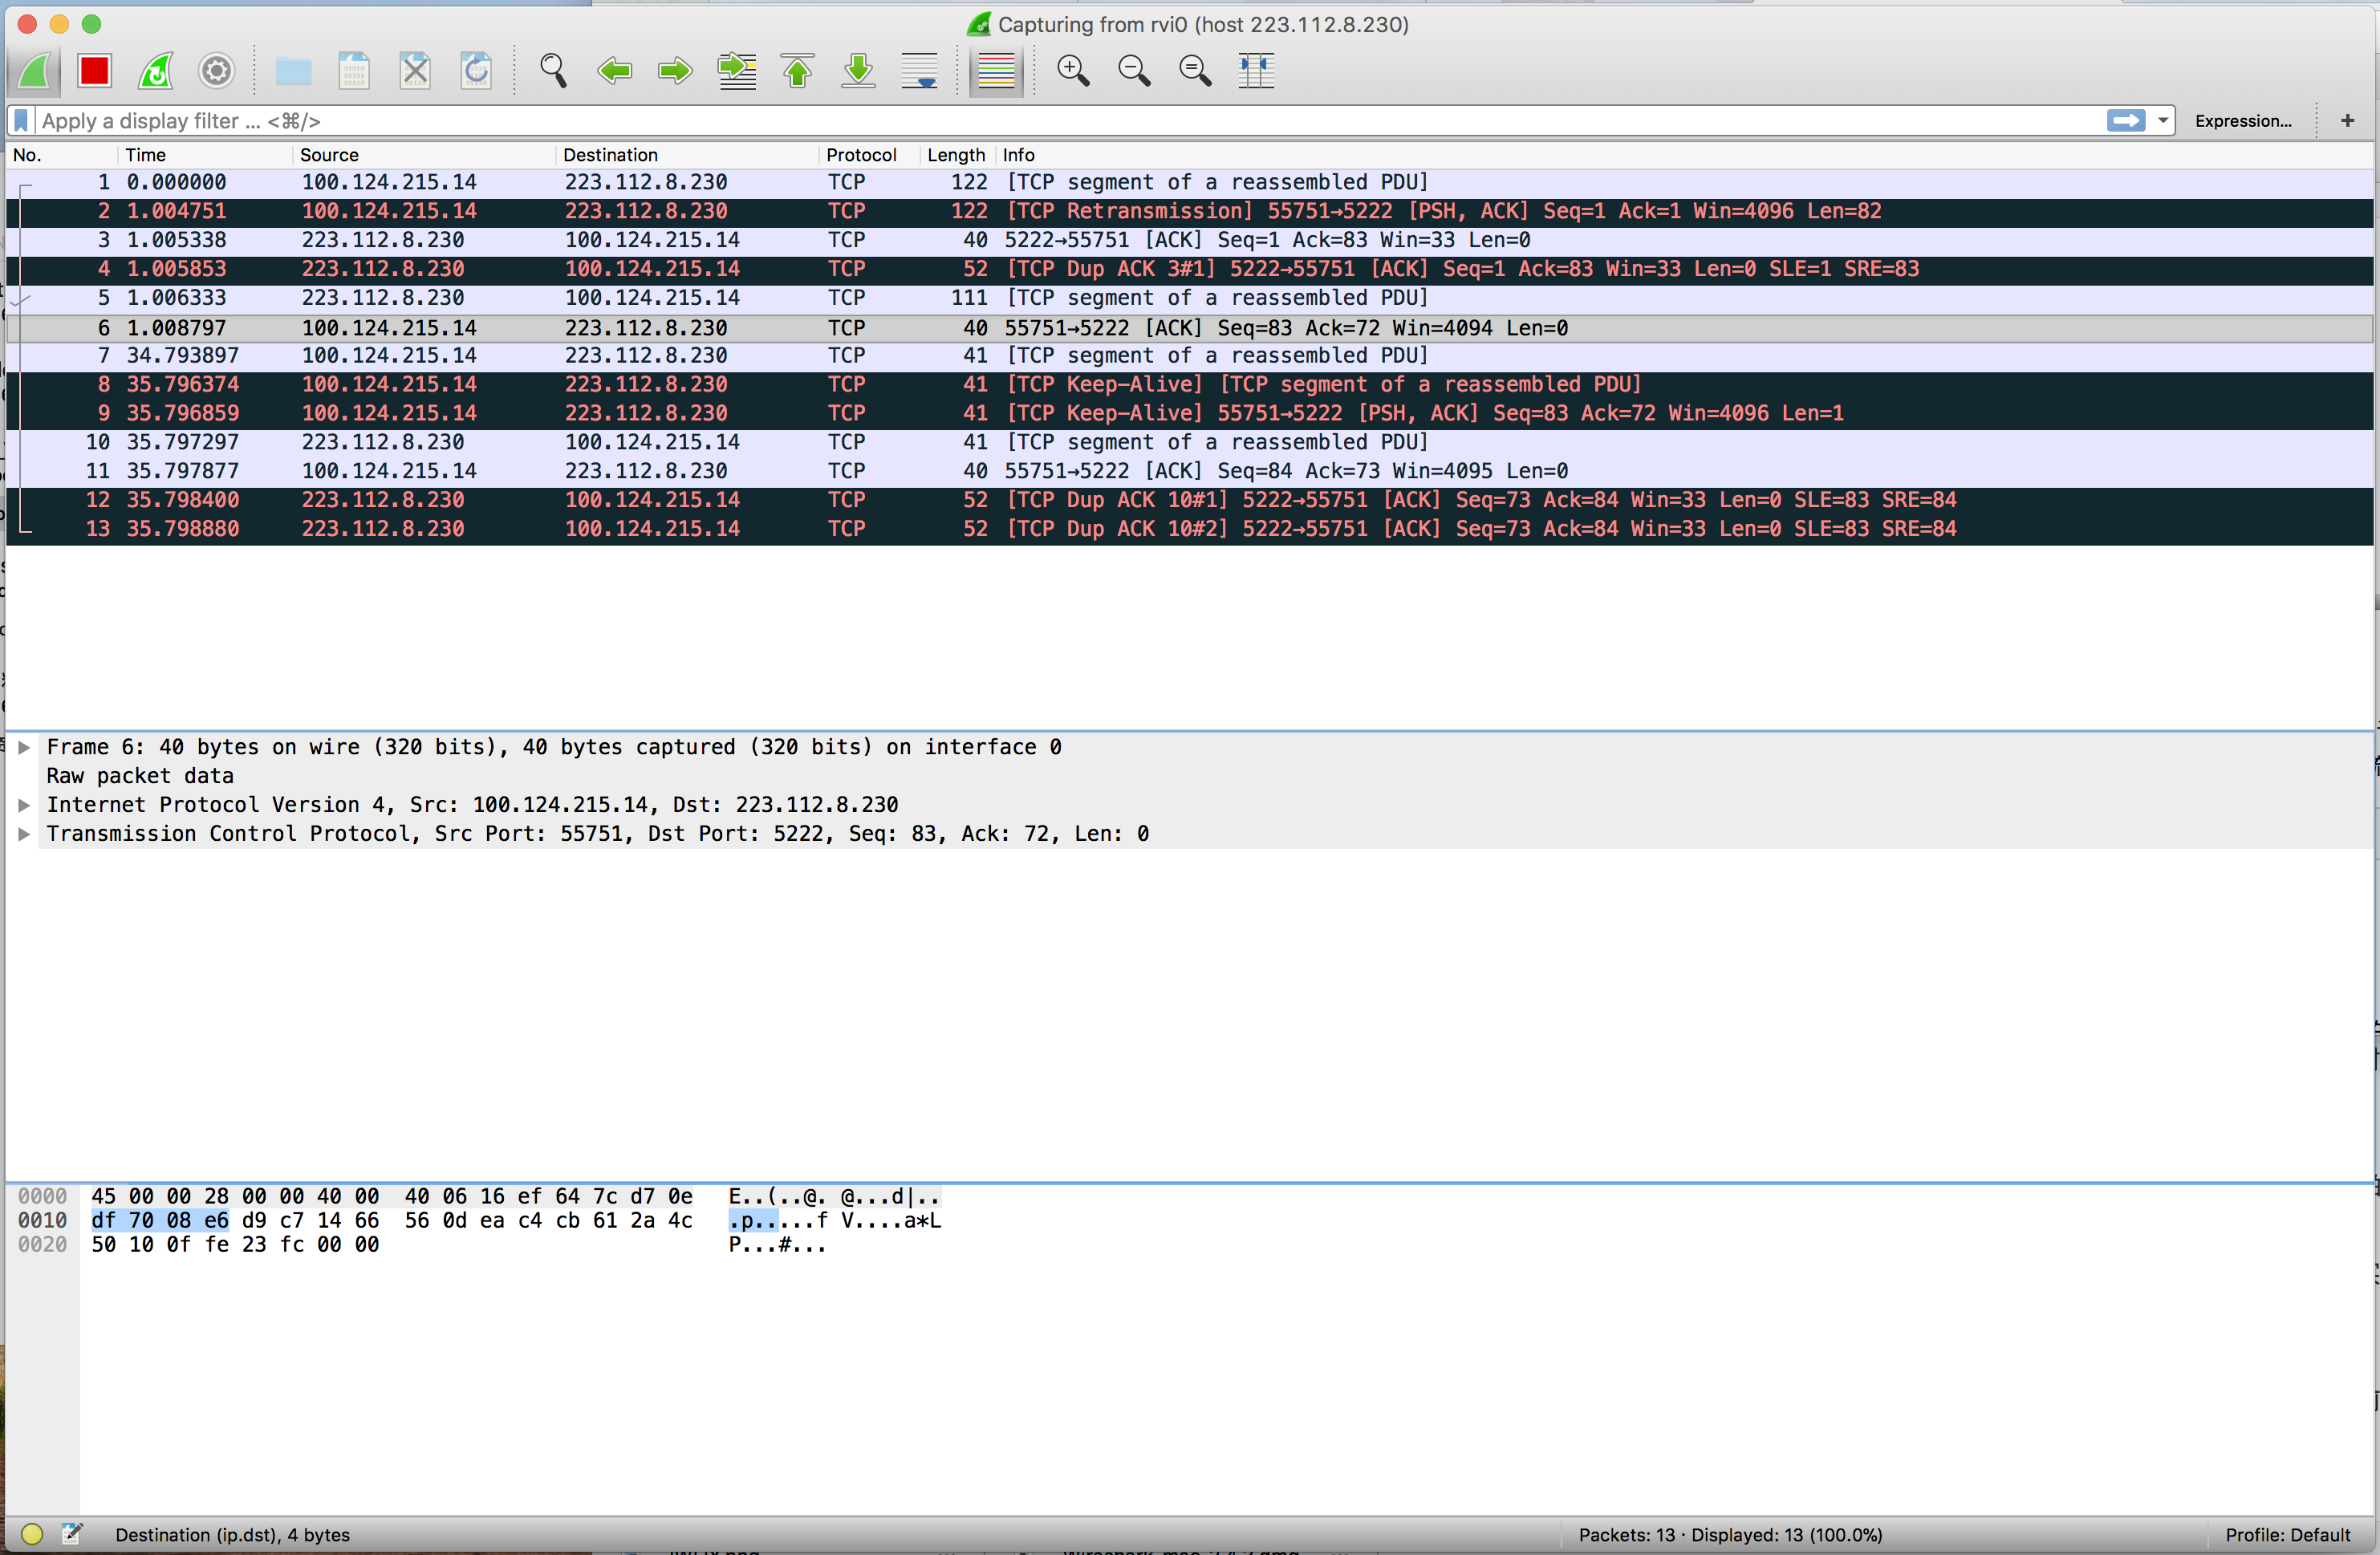 Capturing from rvi0 (host 223.112.8.230)
Apply a display filter ... <⌘/>
Expression...
+
No. Time Source Destination Protocol Length Info
1 0.000000 100.124.215.14 223.112.8.230 TCP 122 [TCP segment of a reassembled PDU]
2 1.004751 100.124.215.14 223.112.8.230 TCP 122 [TCP Retransmission] 55751→5222 [PSH, ACK] Seq=1 Ack=1 Win=4096 Len=82
3 1.005338 223.112.8.230 100.124.215.14 TCP 40 5222→55751 [ACK] Seq=1 Ack=83 Win=33 Len=0
4 1.005853 223.112.8.230 100.124.215.14 TCP 52 [TCP Dup ACK 3#1] 5222→55751 [ACK] Seq=1 Ack=83 Win=33 Len=0 SLE=1 SRE=83
5 1.006333 223.112.8.230 100.124.215.14 TCP 111 [TCP segment of a reassembled PDU]
6 1.008797 100.124.215.14 223.112.8.230 TCP 40 55751→5222 [ACK] Seq=83 Ack=72 Win=4094 Len=0
7 34.793897 100.124.215.14 223.112.8.230 TCP 41 [TCP segment of a reassembled PDU]
8 35.796374 100.124.215.14 223.112.8.230 TCP 41 [TCP Keep-Alive] [TCP segment of a reassembled PDU]
9 35.796859 100.124.215.14 223.112.8.230 TCP 41 [TCP Keep-Alive] 55751→5222 [PSH, ACK] Seq=83 Ack=72 Win=4096 Len=1
10 35.797297 223.112.8.230 100.124.215.14 TCP 41 [TCP segment of a reassembled PDU]
11 35.797877 100.124.215.14 223.112.8.230 TCP 40 55751→5222 [ACK] Seq=84 Ack=73 Win=4095 Len=0
12 35.798400 223.112.8.230 100.124.215.14 TCP 52 [TCP Dup ACK 10#1] 5222→55751 [ACK] Seq=73 Ack=84 Win=33 Len=0 SLE=83 SRE=84
13 35.798880 223.112.8.230 100.124.215.14 TCP 52 [TCP Dup ACK 10#2] 5222→55751 [ACK] Seq=73 Ack=84 Win=33 Len=0 SLE=83 SRE=84
Frame 6: 40 bytes on wire (320 bits), 40 bytes captured (320 bits) on interface 0
Raw packet data
Internet Protocol Version 4, Src: 100.124.215.14, Dst: 223.112.8.230
Transmission Control Protocol, Src Port: 55751, Dst Port: 5222, Seq: 83, Ack: 72, Len: 0
0000 45 00 00 28 00 00 40 00 40 06 16 ef 64 7c d7 0e E..(..@. @...d|..
0010 df 70 08 e6 d9 c7 14 66 56 0d ea c4 cb 61 2a 4c .p.....f V....a*L
0020 50 10 0f fe 23 fc 00 00 P...#...
Destination (ip.dst), 4 bytes
Packets: 13 · Displayed: 13 (100.0%)
Profile: Default